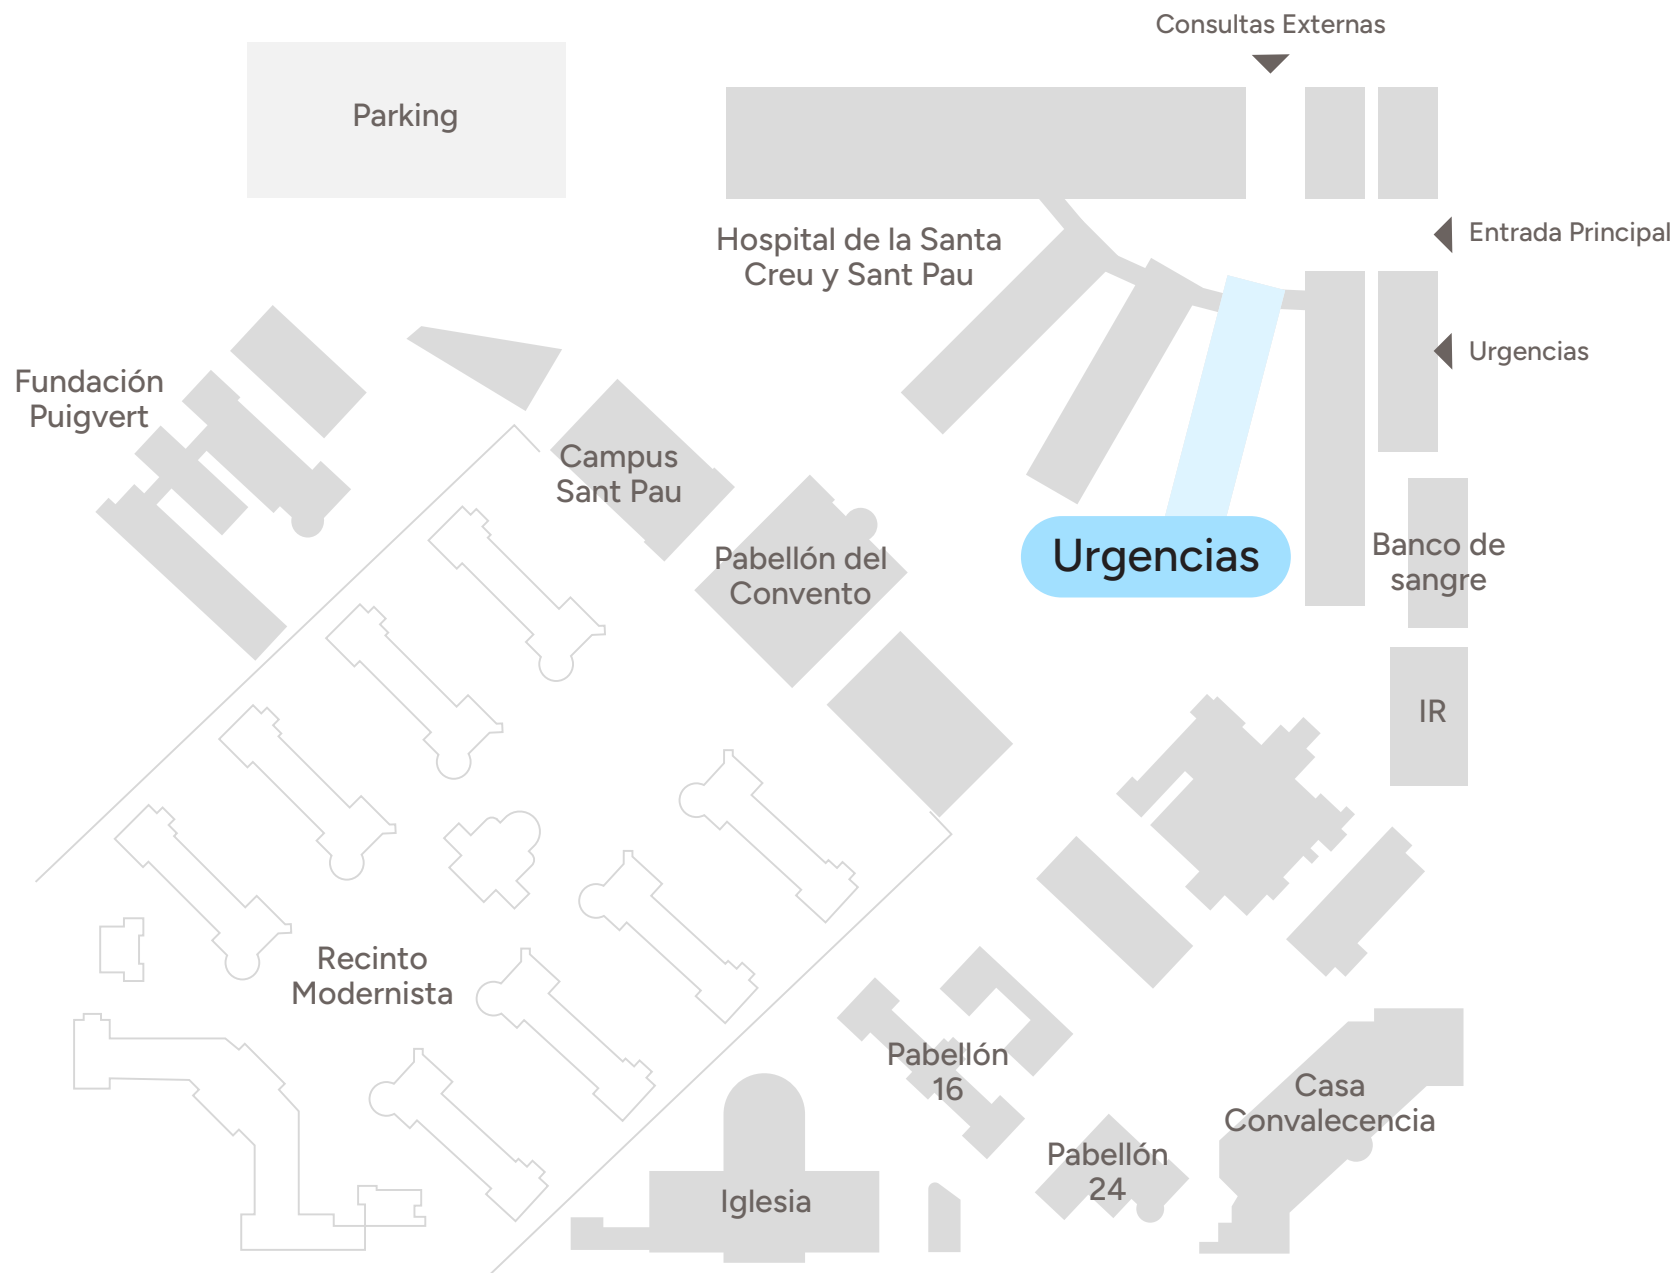 Consultas Externas
Parking
Hospital de la Santa
Creu y Sant Pau
Entrada Principal
Urgencias
Fundación
Puigvert
Campus
Sant Pau
Pabellón del
Convento
Urgencias
Banco de
sangre
IR
Recinto
Modernista
Pabellón
16
Casa
Convalecencia
Pabellón
24
Iglesia